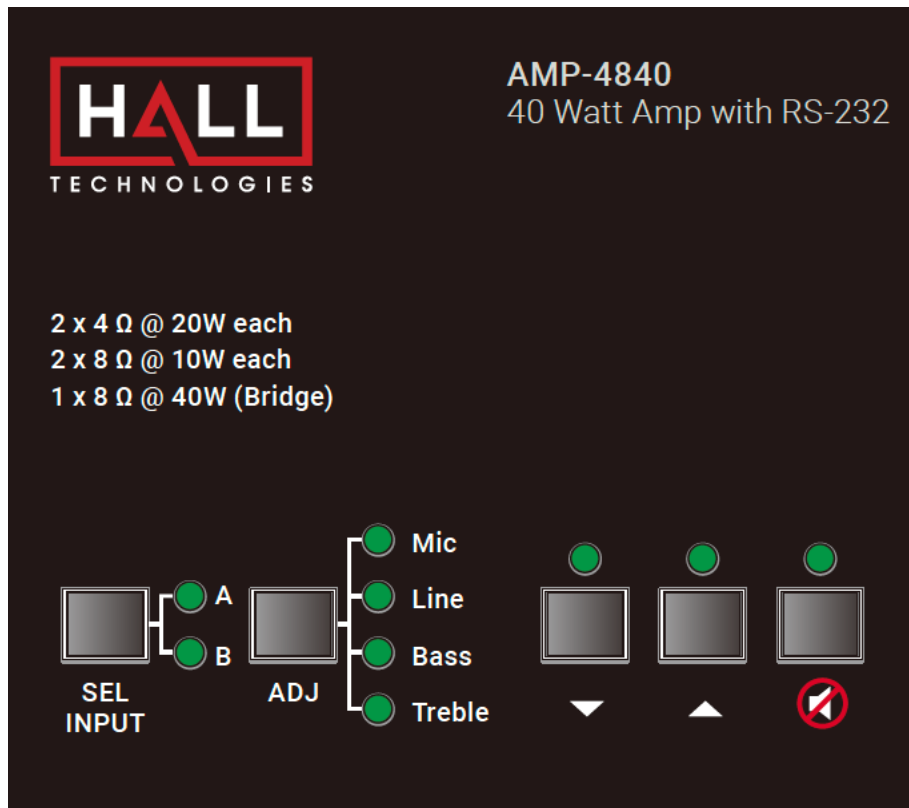 HALL
TECHNOLOGIES
AMP-4840
40 Watt Amp with RS-232
2 x 4 Ω @ 20W each
2 x 8 Ω @ 10W each
1 x 8 Ω @ 40W (Bridge)
Mic
A
Line
B
Bass
Treble
SEL
INPUT
ADJ